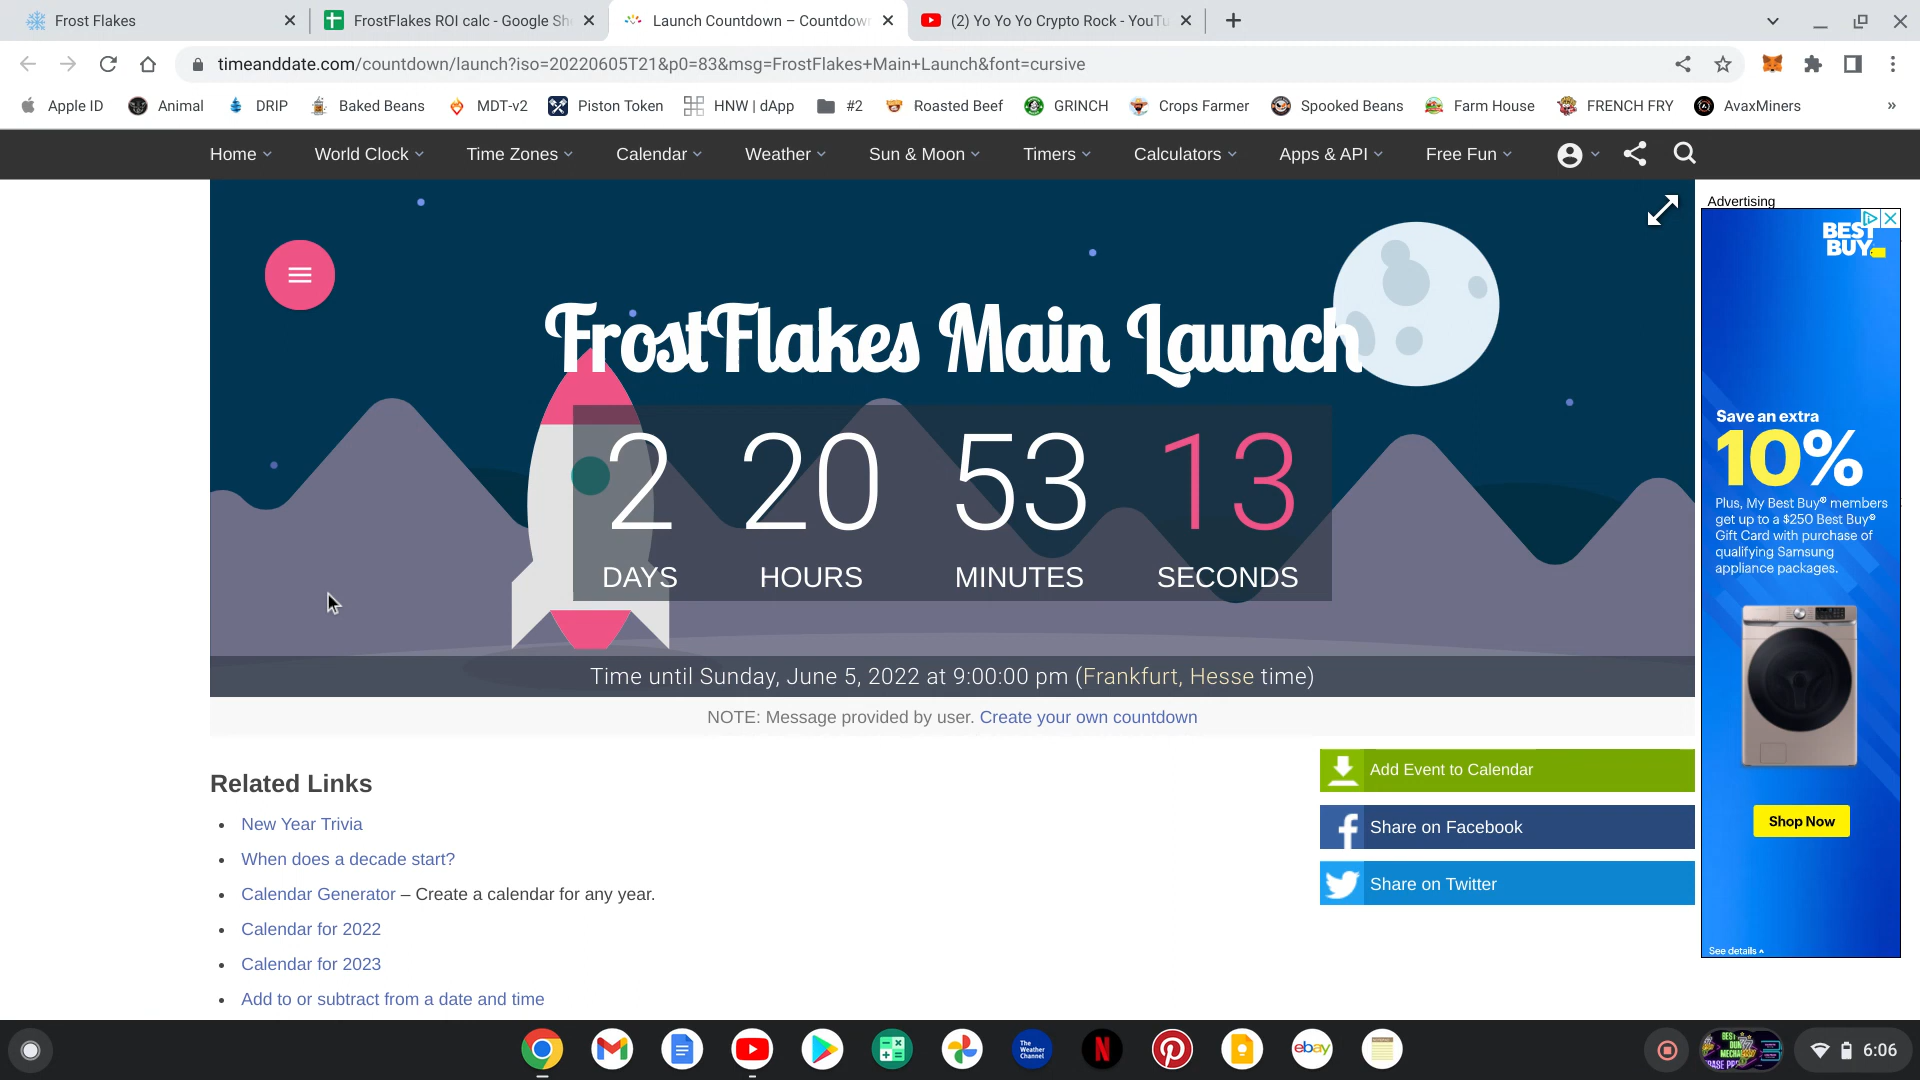 Frost Flakes
FrostFlakes ROI calc - Google She
Launch Countdown – Countdown
(2) Yo Yo Yo Crypto Rock - YouTu
timeanddate.com/countdown/launch?iso=20220605T21&p0=83&msg=FrostFlakes+Main+Launch&font=cursive
Apple ID Animal DRIP Baked Beans MDT-v2 Piston Token HNW | dApp #2 Roasted Beef GRINCH Crops Farmer Spooked Beans Farm House FRENCH FRY AvaxMiners »
Home World Clock Time Zones Calendar Weather Sun & Moon Timers Calculators Apps & API Free Fun
Advertising
FrostFlakes Main Launch
2 20 53 13
DAYS HOURS MINUTES SECONDS
Time until Sunday, June 5, 2022 at 9:00:00 pm (Frankfurt, Hesse time)
NOTE: Message provided by user. Create your own countdown
BEST
BUY
Save an extra
10%
Plus, My Best Buy® members
get up to a $250 Best Buy®
Gift Card with purchase of
qualifying Samsung
appliance packages.
Shop Now
See details
Related Links
New Year Trivia
When does a decade start?
Calendar Generator – Create a calendar for any year.
Calendar for 2022
Calendar for 2023
Add to or subtract from a date and time
Add Event to Calendar
Share on Facebook
Share on Twitter
The
Weather
Channel
N
ebay
6:06